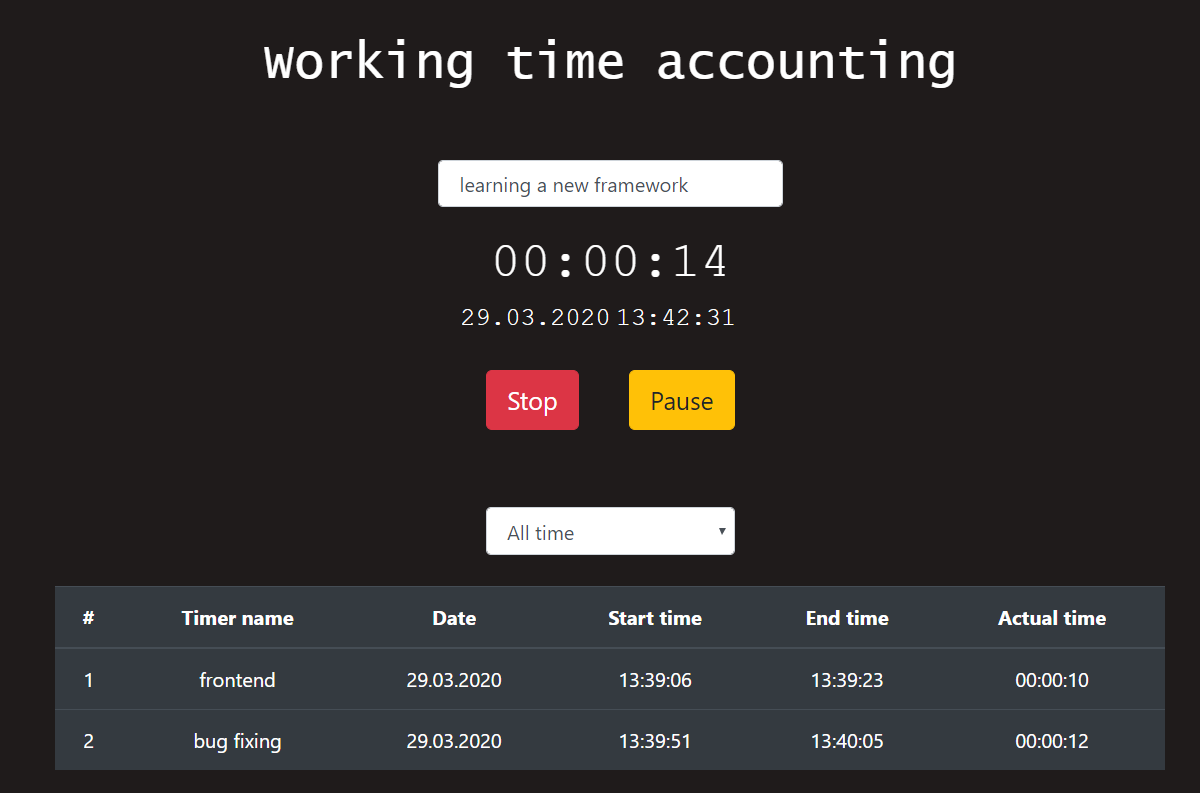 Working time accounting
learning a new framework
00:00:14
29.03.2020 13:42:31
Stop Pause
All time
# Timer name Date Start time End time Actual time
1 frontend 29.03.2020 13:39:06 13:39:23 00:00:10
2 bug fixing 29.03.2020 13:39:51 13:40:05 00:00:12